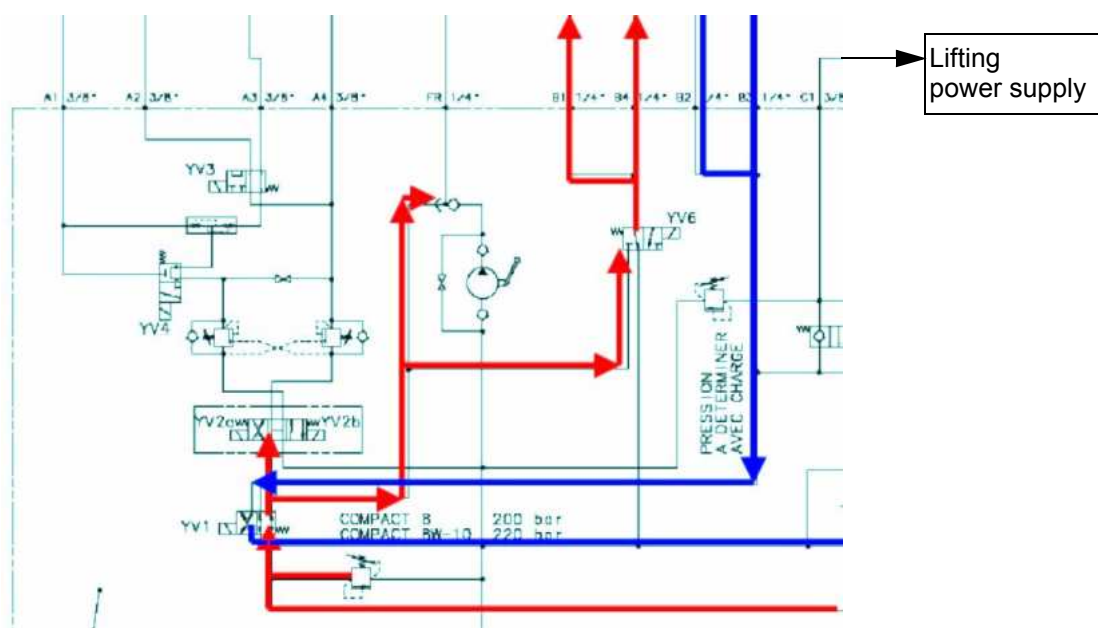 Lifting
power supply
A1 3/8"
A2 3/8"
A3 3/8"
A4 3/8"
FR 1/4"
B1 1/4"
B4 1/4"
B2 1/4"
B3 1/4"
C1 3/8
YV3
YV6
YV4
PRESSION
A DETERMINER
AVEC CHARGE
YV2a
YV2b
YV1
COMPACT 8 200 bar
COMPACT 8W-10 220 bar